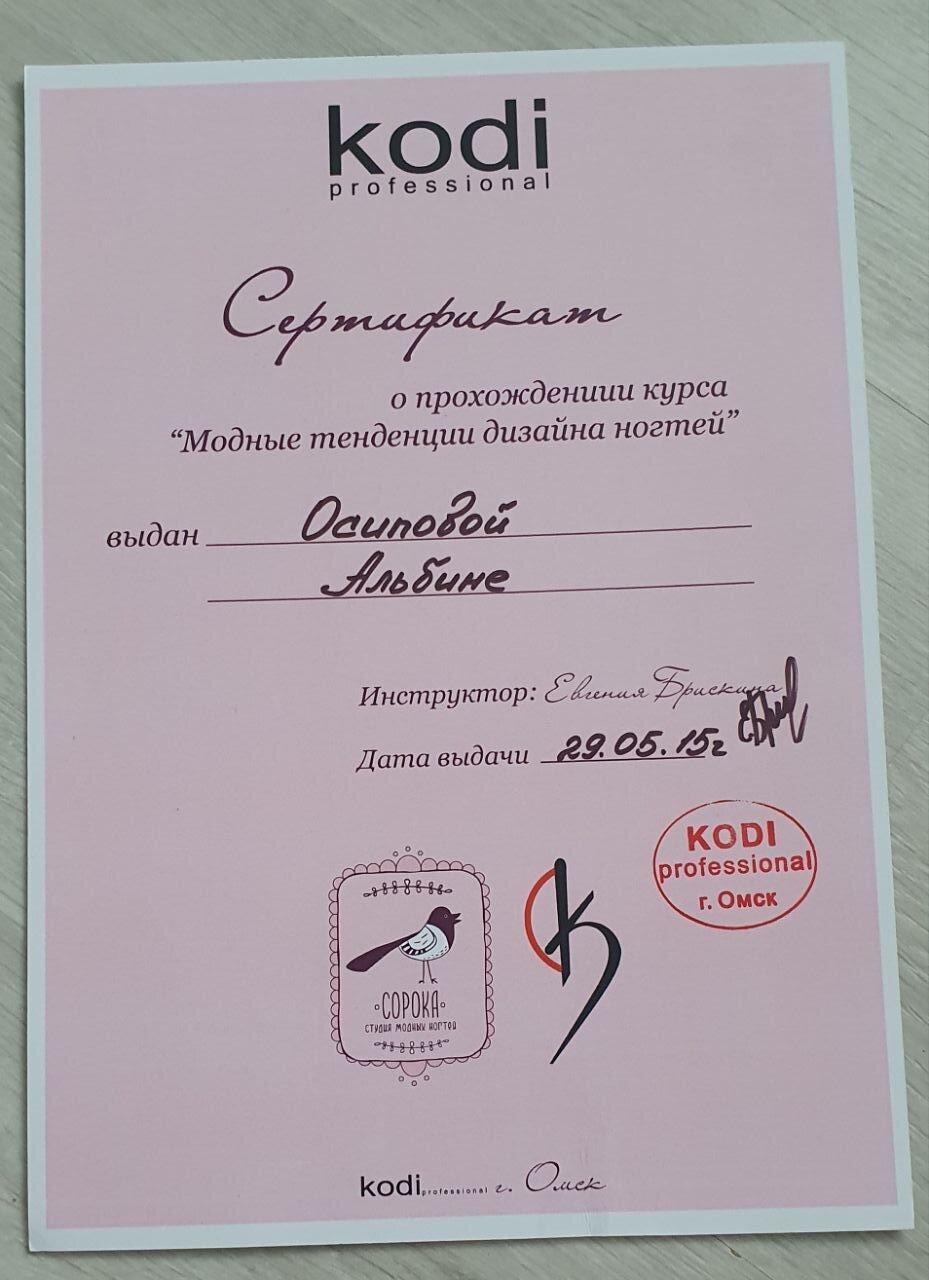 kodi
professional
Сертификат
о прохождениии курса
“Модные тенденции дизайна ногтей”
выдан Осиповой
Альбине
Инструктор: Евгения Брискина
Дата выдачи 29.05.15г
KODI
professional
г. Омск
СОРОКА
СТУДИЯ МОДНЫХ НОГТЕЙ
kodi professional г. Омск